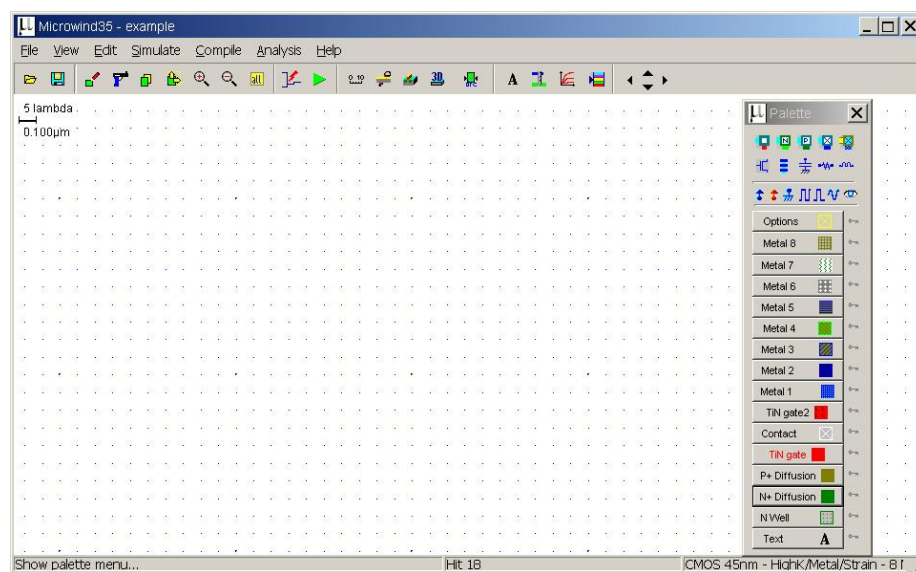 Microwind35 - example
File View Edit Simulate Compile Analysis Help
5 lambda
0.100µm
Palette
Options
Metal 8
Metal 7
Metal 6
Metal 5
Metal 4
Metal 3
Metal 2
Metal 1
TiN gate2
Contact
TiN gate
P+ Diffusion
N+ Diffusion
N Well
Text A
Show palette menu... Hit 18 CMOS 45nm - HighK/Metal/Strain - 8